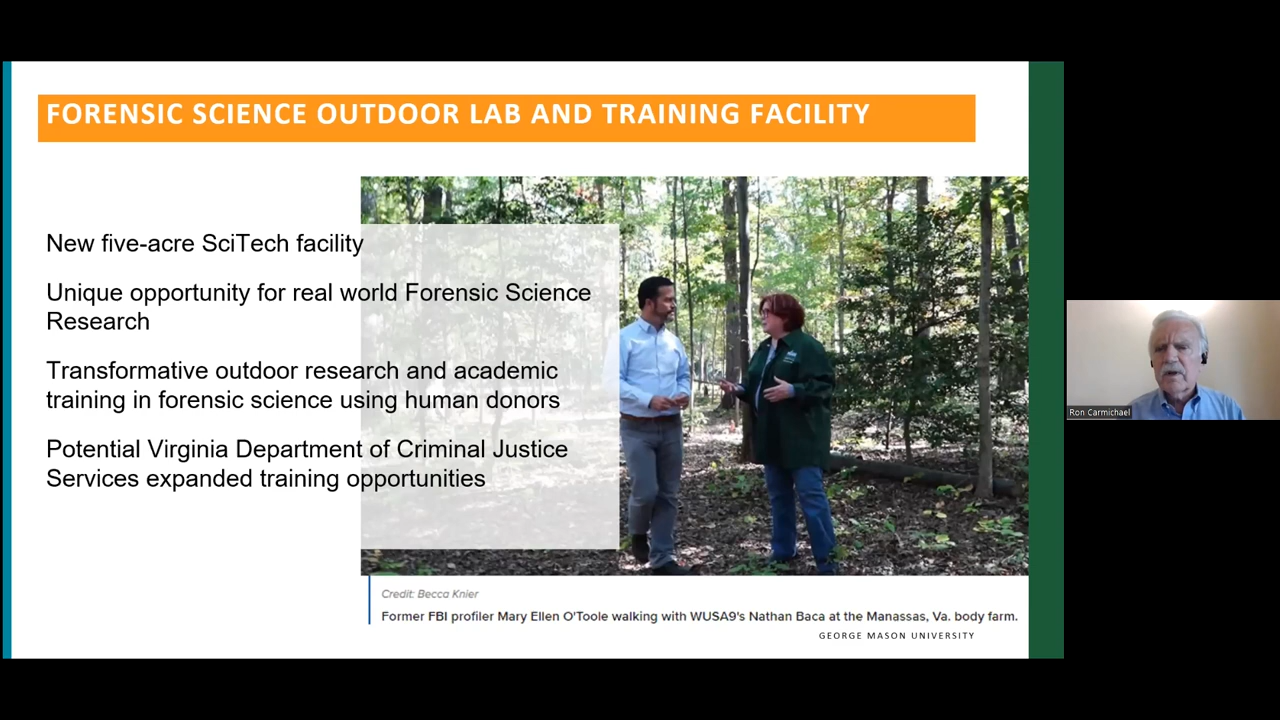 FORENSIC SCIENCE OUTDOOR LAB AND TRAINING FACILITY
New five-acre SciTech facility
Unique opportunity for real world Forensic Science
Research
Transformative outdoor research and academic
training in forensic science using human donors
Potential Virginia Department of Criminal Justice
Services expanded training opportunities
Credit: Becca Knier
Former FBI profiler Mary Ellen O'Toole walking with WUSA9's Nathan Baca at the Manassas, Va. body farm.
GEORGE MASON UNIVERSITY
Ron Carmichael